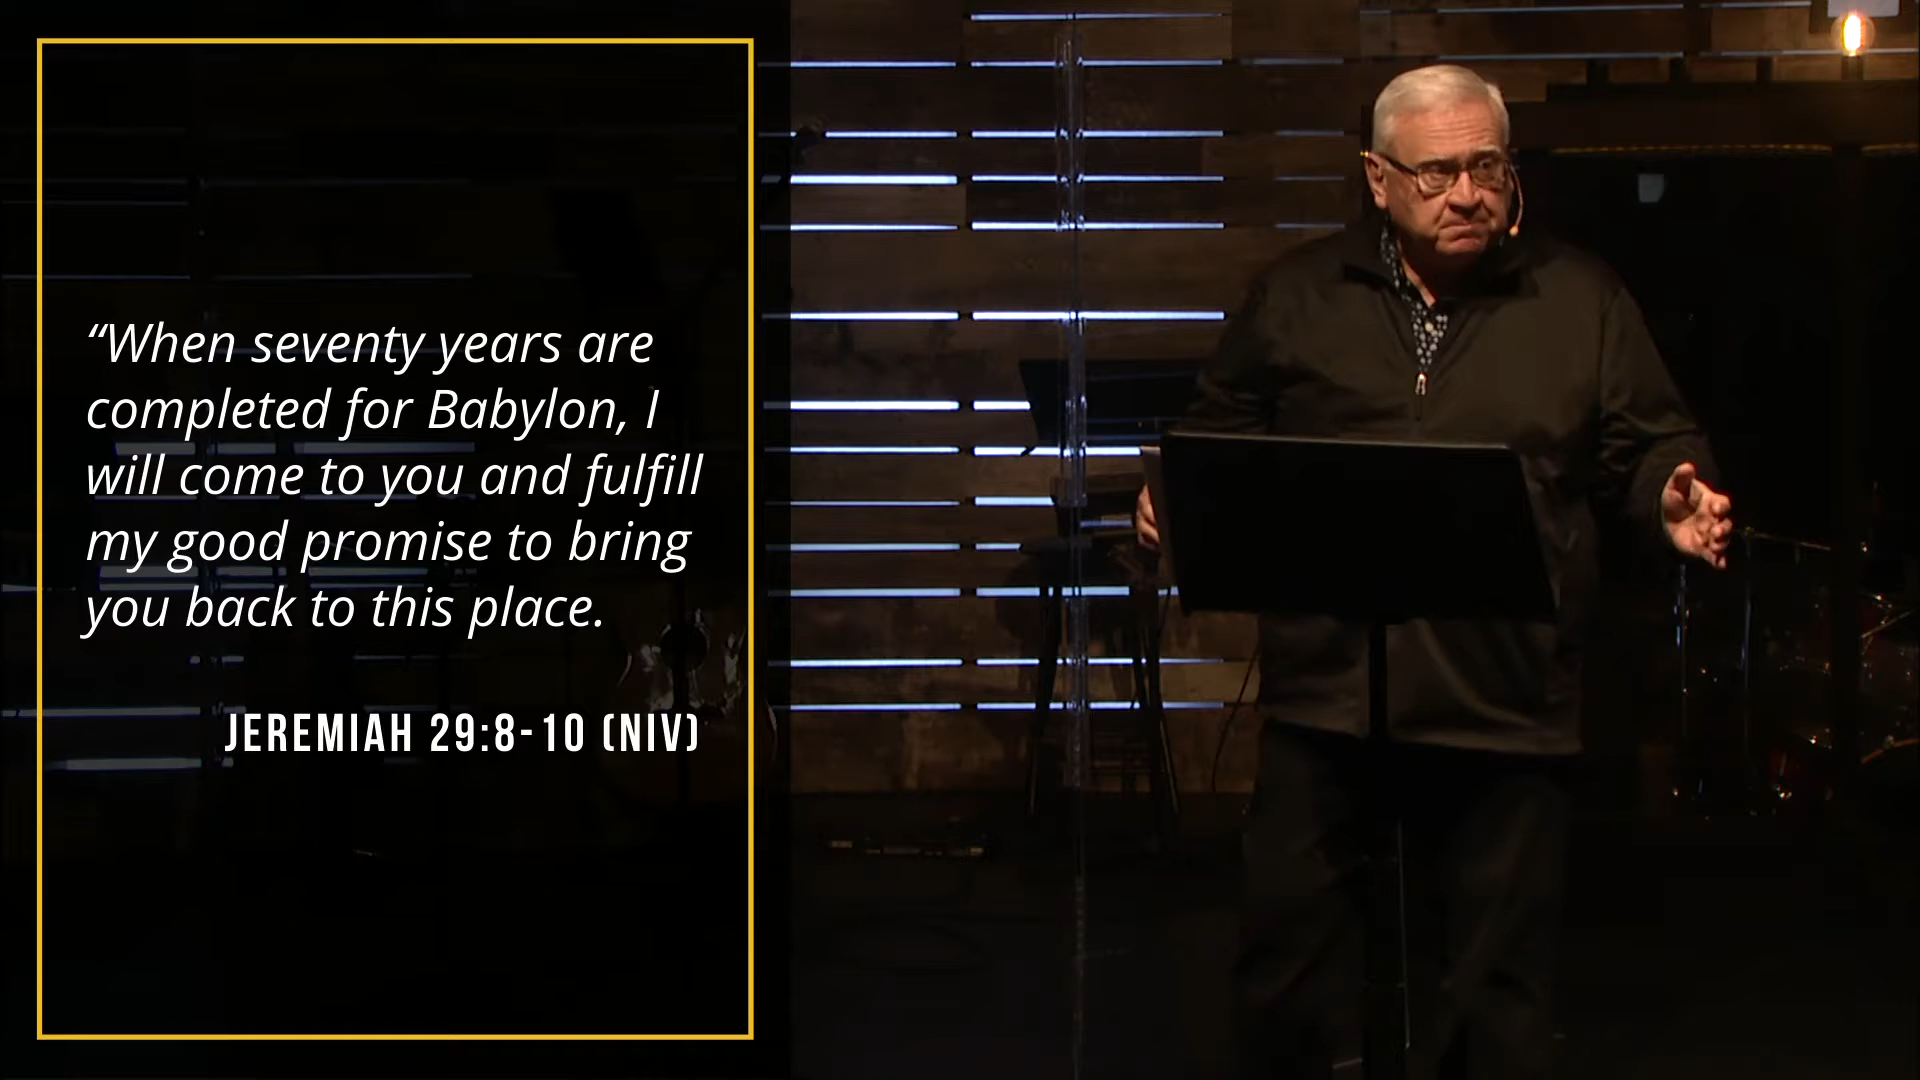 “When seventy years are
completed for Babylon, I
will come to you and fulfill
my good promise to bring
you back to this place.
JEREMIAH 29:8-10 (NIV)